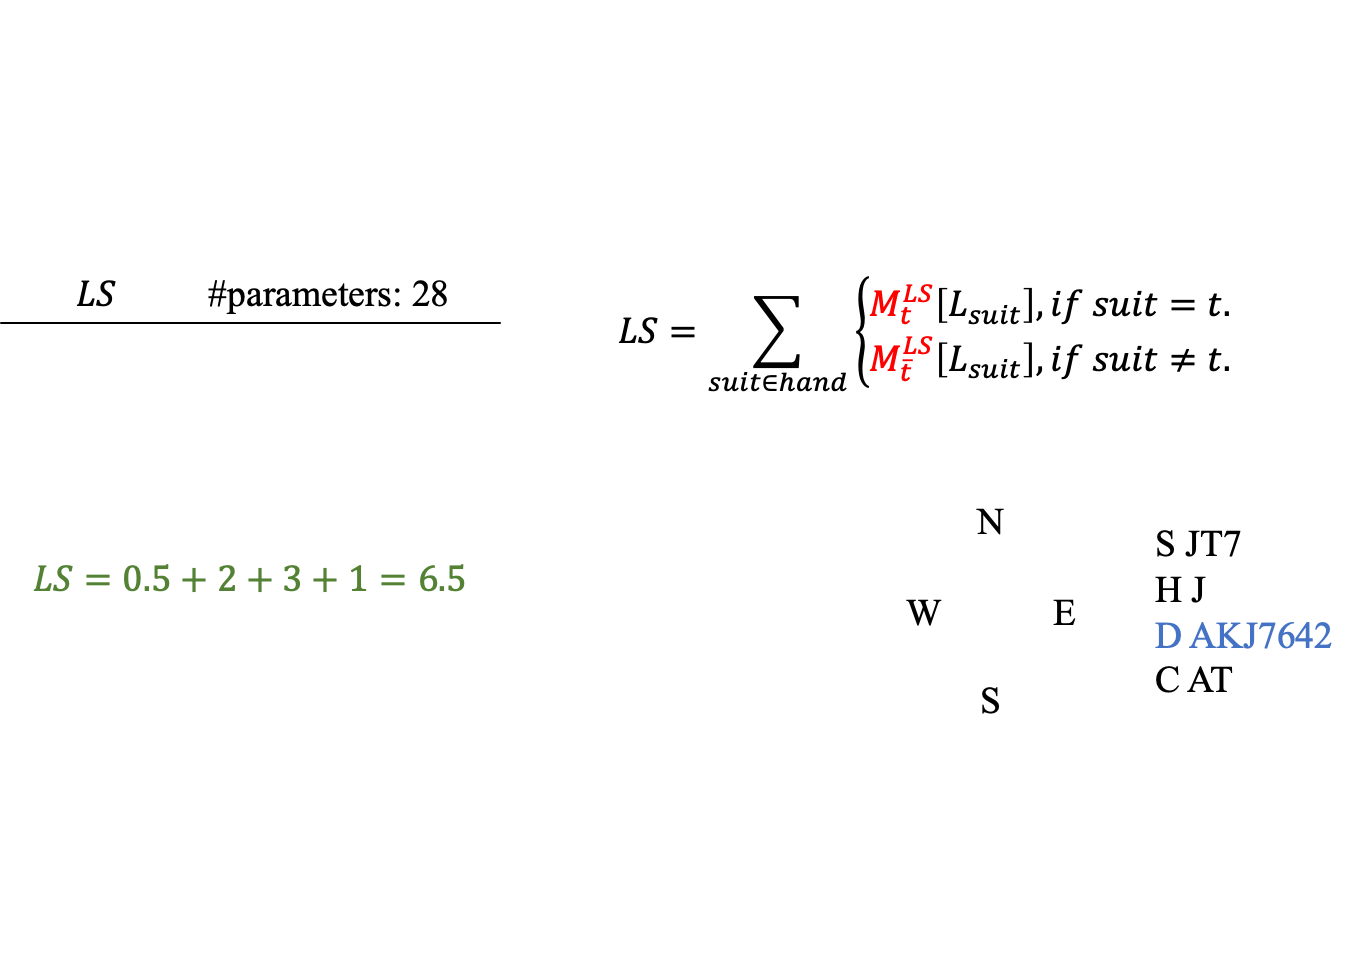 LS #parameters: 28
LS = ∑ suit∈hand { M_t^LS [L_suit], if suit = t.
M_t̄^LS [L_suit], if suit ≠ t.
LS = 0.5 + 2 + 3 + 1 = 6.5
N
W E
S
S JT7
H J
D AKJ7642
C AT